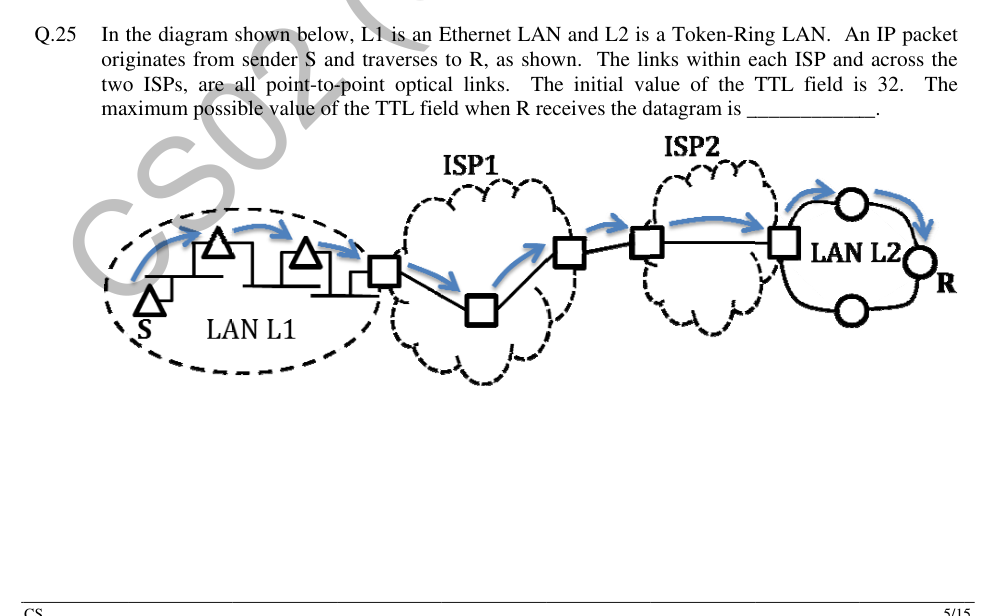 Q.25 In the diagram shown below, L1 is an Ethernet LAN and L2 is a Token-Ring LAN. An IP packet
originates from sender S and traverses to R, as shown. The links within each ISP and across the
two ISPs, are all point-to-point optical links. The initial value of the TTL field is 32. The
maximum possible value of the TTL field when R receives the datagram is ____________.
CS02 (
ISP1
ISP2
LAN L2
R
S
LAN L1
CS
5/15